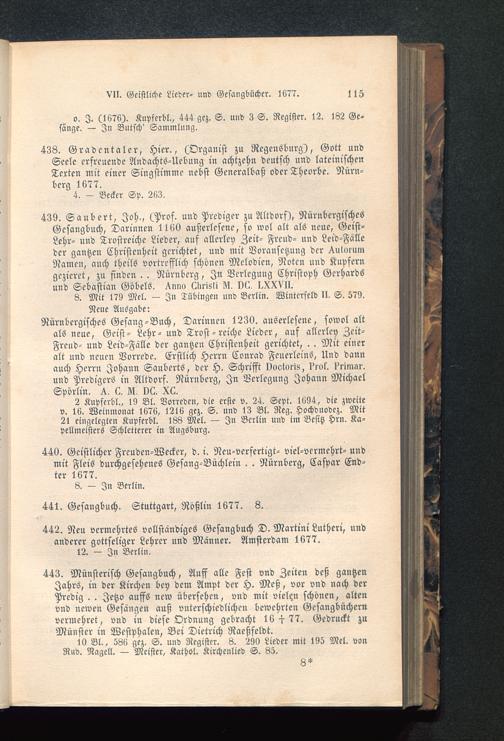 VII. Geistliche Lieder- und Gesangbücher. 1677. 115
o. J. (1676). Kupferbl., 444 gez. S. und 3 S. Register. 12. 182 Ge-
sänge. — In Butsch' Sammlung.
438. Gradentaler, Hier., (Organist zu Regensburg), Gott und
Seele erfreuende Andachts-Uebung in achtzehn deutsch und lateinischen
Texten mit einer Singstimme nebst Generalbaß oder Theorbe. Nürn-
berg 1677.
4. — Becker Sp. 263.
439. Saubert, Joh., (Prof. und Prediger zu Altdorf), Nürnbergisches
Gesangbuch, Darinnen 1160 außerlesene, so wol alt als neue, Geist-
Lehr- und Trostreiche Lieder, auf allerley Zeit- Freud- und Leid-Fälle
der gantzen Christenheit gerichtet, und mit Voransetzung der Autorum
Namen, auch theils vortrefflich schönen Melodien, Noten und Kupfern
gezieret, zu finden .. Nürnberg, In Verlegung Christoph Gerhards
und Sebastian Göbels. Anno Christi M. DC. LXXVII.
8. Mit 179 Mel. — In Tübingen und Berlin. Winterfeld II. S. 579.
Neue Ausgabe:
Nürnbergisches Gesang-Buch, Darinnen 1230. auserlesene, sowol alt
als neue, Geist- Lehr- und Trost-reiche Lieder, auf allerley Zeit-
Freud- und Leid-Fälle der gantzen Christenheit gerichtet, .. Mit einer
alt und neuen Vorrede. Erstlich Herrn Conrad Feuerleins, Und dann
auch Herrn Johann Sauberts, der H. Schrifft Doctoris, Prof. Primar.
und Predigers in Altdorf. Nürnberg, In Verlegung Johann Michael
Spörlin. A. C. M. DC. XC.
2 Kupferbl., 19 Bl. Vorreden, die erste v. 24. Sept. 1694, die zweite
v. 16. Weinmonat 1676, 1216 gez. S. und 13 Bl. Reg. Hochduodez. Mit
21 eingelegten Kupferbl. 188 Mel. — In Berlin und im Besitz Hrn. Ka-
pellmeisters Schletterer in Augsburg.
440. Geistlicher Freuden-Wecker, d. i. Neu-verfertigt- viel-vermehrt- und
mit Fleis durchgesehenes Gesang-Büchlein .. Nürnberg, Caspar End-
ter 1677.
8. — In Berlin.
441. Gesangbuch. Stuttgart, Rößlin 1677. 8.
442. Neu vermehrtes vollständiges Gesangbuch D. Martini Lutheri, und
anderer gottseliger Lehrer und Männer. Amsterdam 1677.
12. — In Berlin.
443. Münsterisch Gesangbuch, Auff alle Fest vnd Zeiten deß gantzen
Jahrs, in der Kirchen bey dem Ampt der H. Meß, vor vnd nach der
Predig .. Jetzo auffs new übersehen, vnd mit vielen schönen, alten
vnd newen Gesängen auß vnterschiedlichen bewehrten Gesangbüchern
vermehret, vnd in diese Ordnung gebracht 16 ┼ 77. Gedruckt zu
Münster in Westphalen, Bei Dietrich Raeßfeldt.
10 Bl., 586 gez. S. und Register. 8. 290 Lieder mit 195 Mel. von
Rud. Nagell. — Meister, Kathol. Kirchenlied S. 85.
8*